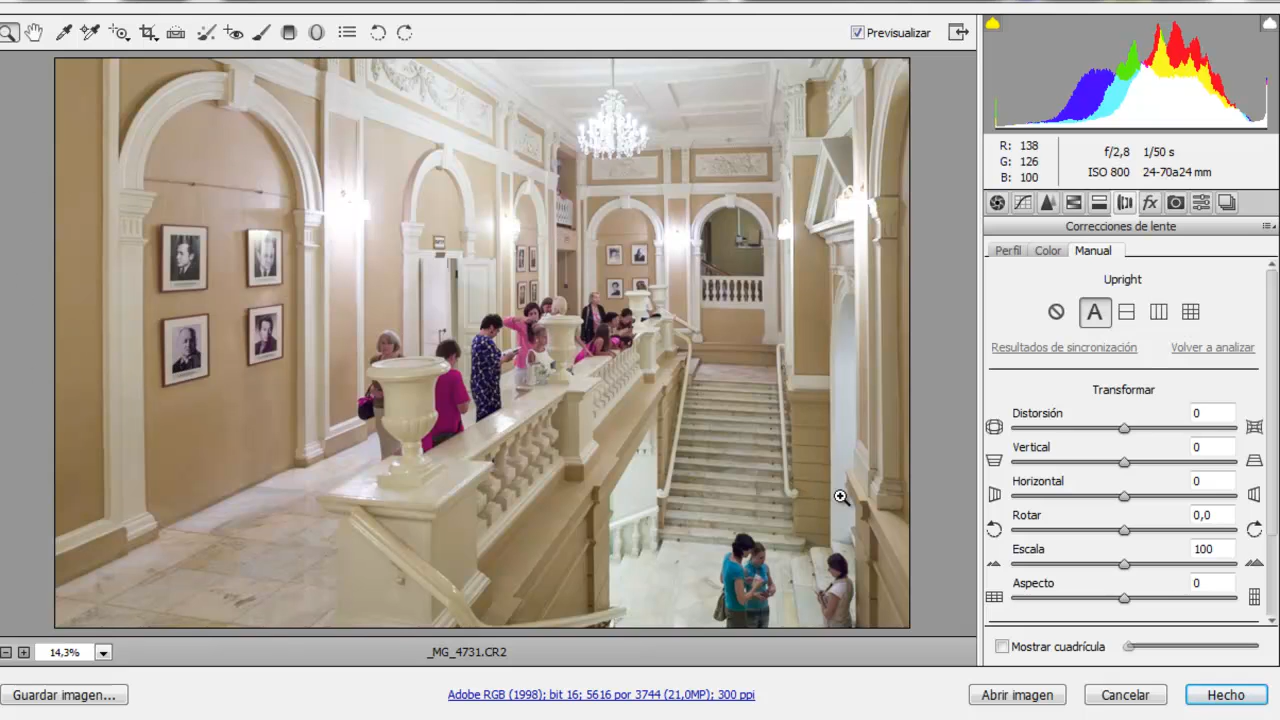 Previsualizar
R: 138
G: 126
B: 100
f/2,8 1/50 s
ISO 800 24-70a24 mm
fx
Correcciones de lente
Perfil Color Manual
Upright
A
Resultados de sincronización Volver a analizar
Transformar
Distorsión 0
Vertical 0
Horizontal 0
Rotar 0,0
Escala 100
Aspecto 0
Mostrar cuadrícula
14,3% _MG_4731.CR2
Guardar imagen... Adobe RGB (1998); bit 16; 5616 por 3744 (21,0MP); 300 ppi Abrir imagen Cancelar Hecho